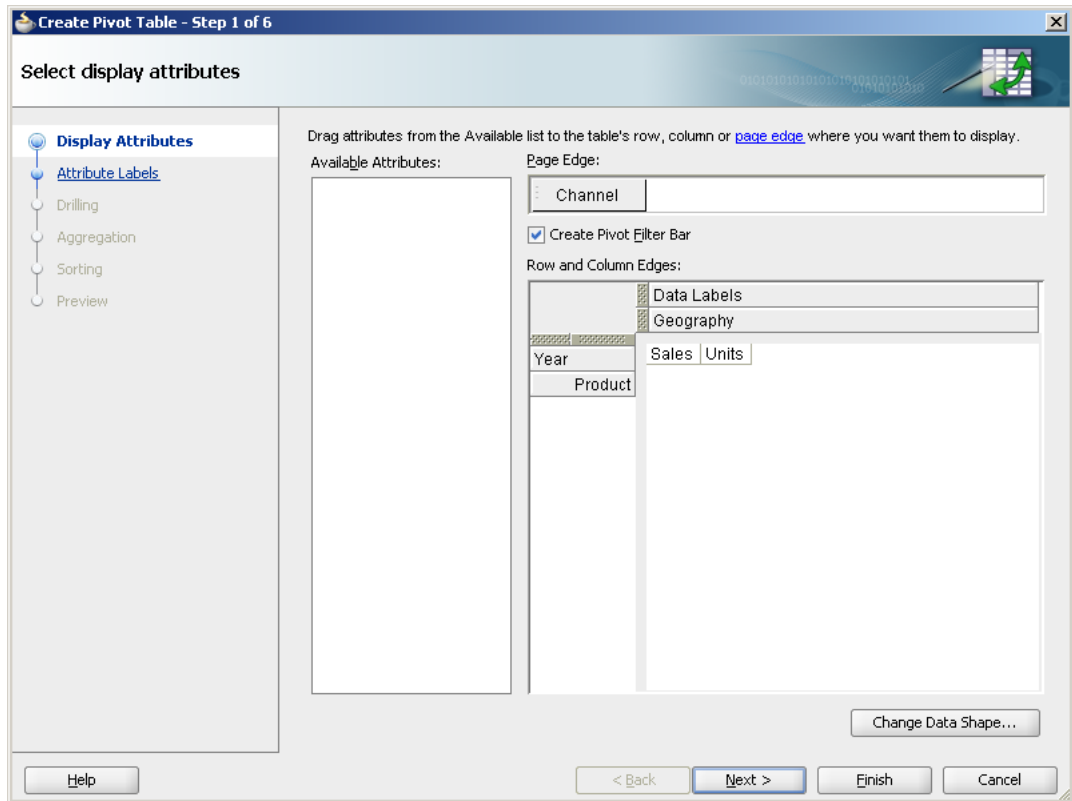 Create Pivot Table - Step 1 of 6
Select display attributes
Display Attributes
Attribute Labels
Drilling
Aggregation
Sorting
Preview
Drag attributes from the Available list to the table's row, column or page edge where you want them to display.
Available Attributes:
Page Edge:
Channel
Create Pivot Filter Bar
Row and Column Edges:
Data Labels
Geography
Year
Product
Sales Units
Change Data Shape...
Help
< Back
Next >
Finish
Cancel